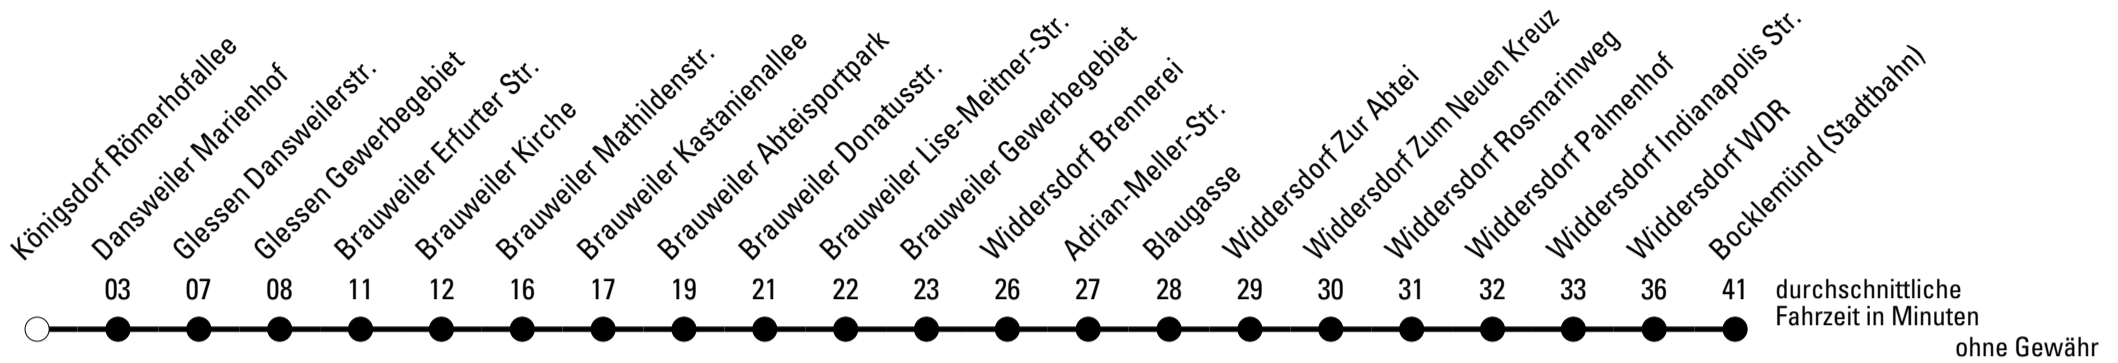 Königsdorf Römerhofallee
Dansweiler Marienhof
Glessen Dansweilerstr.
Glessen Gewerbegebiet
Brauweiler Erfurter Str.
Brauweiler Kirche
Brauweiler Mathildenstr.
Brauweiler Kastanienallee
Brauweiler Abteisportpark
Brauweiler Donatusstr.
Brauweiler Lise-Meitner-Str.
Brauweiler Gewerbegebiet
Widdersdorf Brennerei
Adrian-Meller-Str.
Blaugasse
Widdersdorf Zur Abtei
Widdersdorf Zum Neuen Kreuz
Widdersdorf Rosmarinweg
Widdersdorf Palmenhof
Widdersdorf Indianapolis Str.
Widdersdorf WDR
Bocklemünd (Stadtbahn)
03 07 08 11 12 16 17 19 21 22 23 26 27 28 29 30 31 32 33 36 41 durchschnittliche
Fahrzeit in Minuten
ohne Gewähr